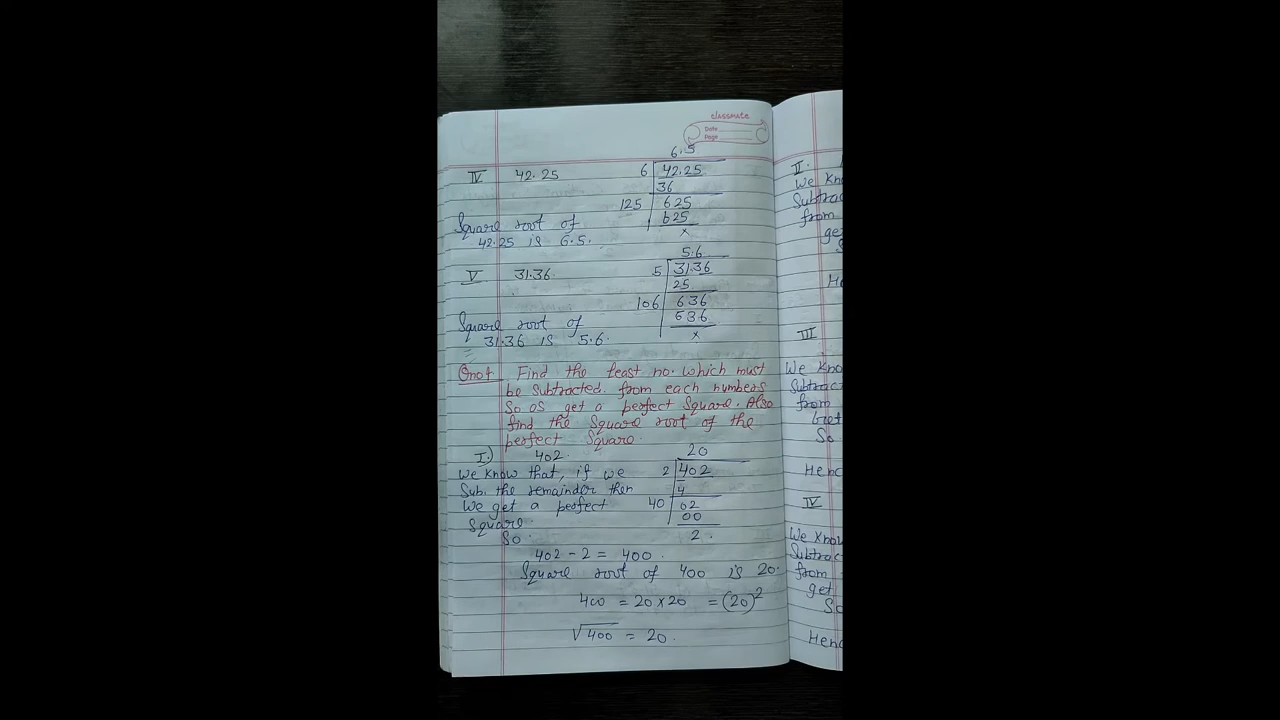 classmate
Date
Page
IV 42.25
6.5
6 42.25
36
125 625
625
x
Square root of
42.25 is 6.5.
V 31.36
5.6
5 31.36
25
106 636
636
x
Square root of
31.36 is 5.6.
Qno4 Find the least no. which must
be Subtracted. from each numbers
So as get a perfect Square. Also
find the Square root of the
perfect Square.
I) 402.
20
2 402
4
40 02
00
2.
We know that, if we
Sub. the remainder then
We get a perfect
Square.
So.
402 - 2 = 400.
Square root of 400 is 20.
400 = 20 x 20 = (20)²
√400 = 20.
II.
We Kno
Subtrac
from
ge
III
We Kno
Subtrac
from
So
Henc
IV
We Kno
Subtrac
from
get
So
Henc